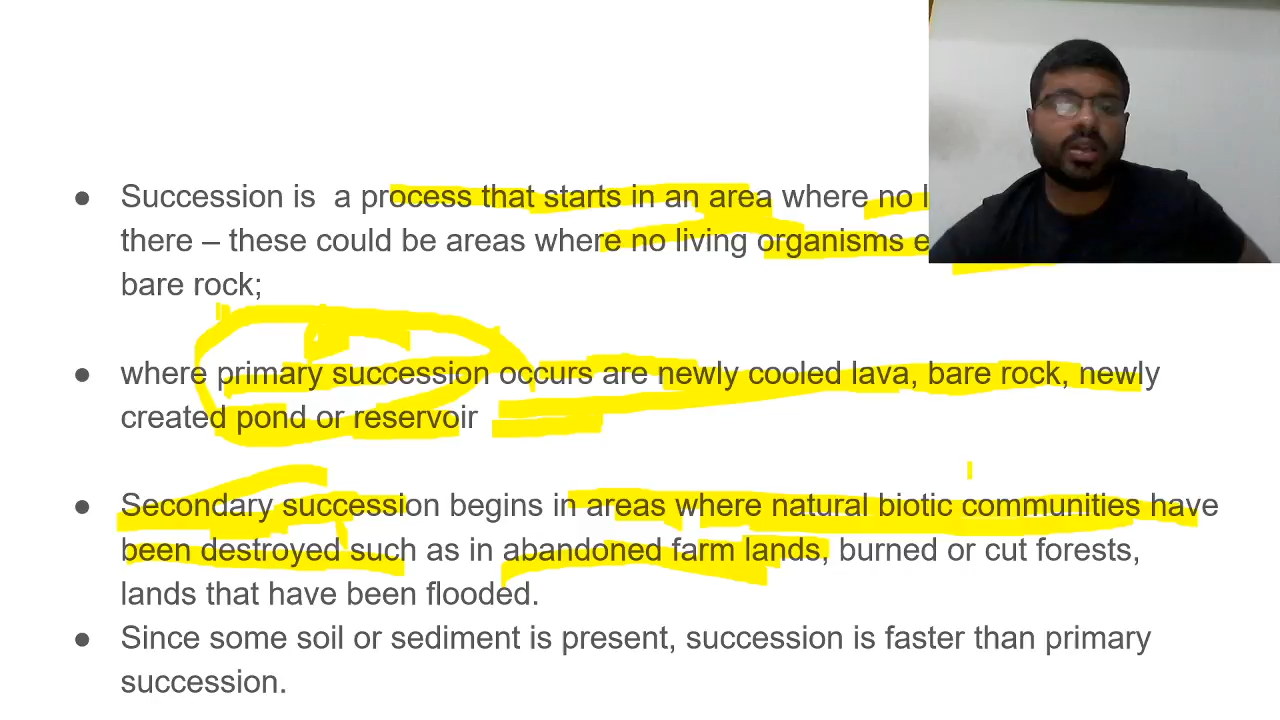 ● Succession is a process that starts in an area where no
there – these could be areas where no living organisms
bare rock;
● where primary succession occurs are newly cooled lava, bare rock, newly
created pond or reservoir
● Secondary succession begins in areas where natural biotic communities have
been destroyed such as in abandoned farm lands, burned or cut forests,
lands that have been flooded.
● Since some soil or sediment is present, succession is faster than primary
succession.